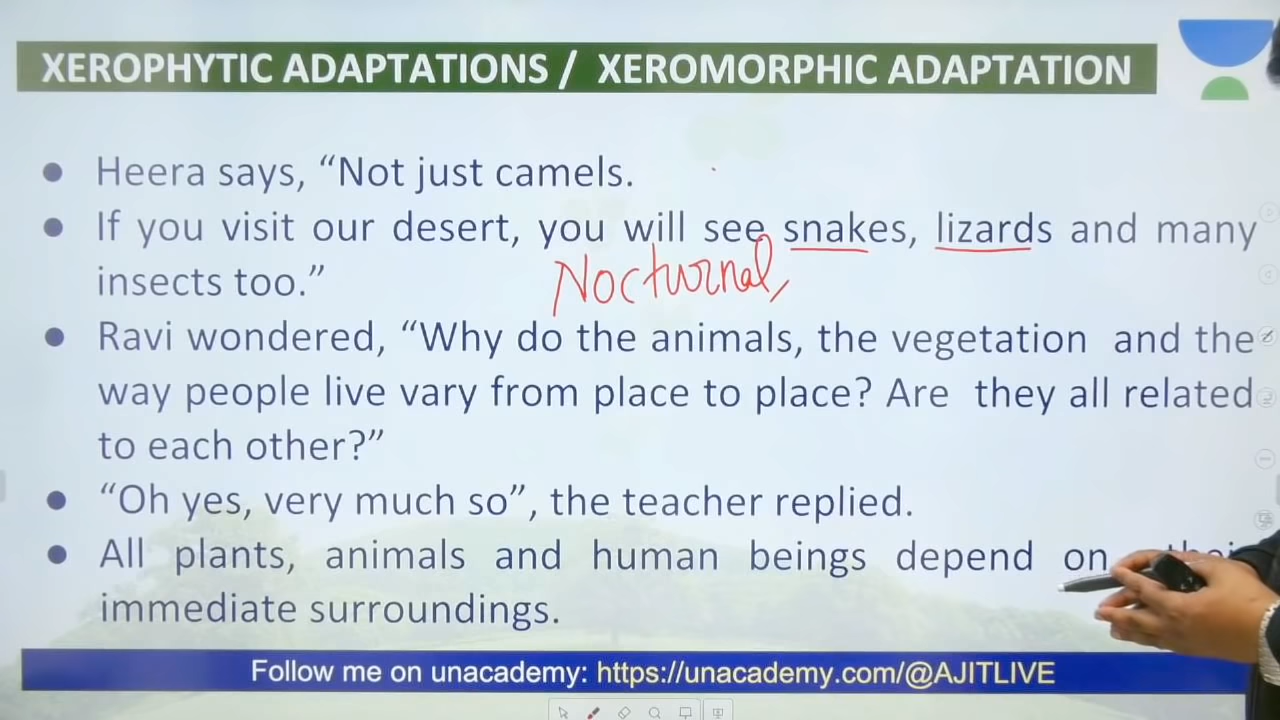 XEROPHYTIC ADAPTATIONS / XEROMORPHIC ADAPTATION
● Heera says, “Not just camels.
● If you visit our desert, you will see snakes, lizards and many
insects too.”
Nocturnal,
● Ravi wondered, “Why do the animals, the vegetation and the
way people live vary from place to place? Are they all related
to each other?”
● “Oh yes, very much so”, the teacher replied.
● All plants, animals and human beings depend on their
immediate surroundings.
Follow me on unacademy: https://unacademy.com/@AJITLIVE